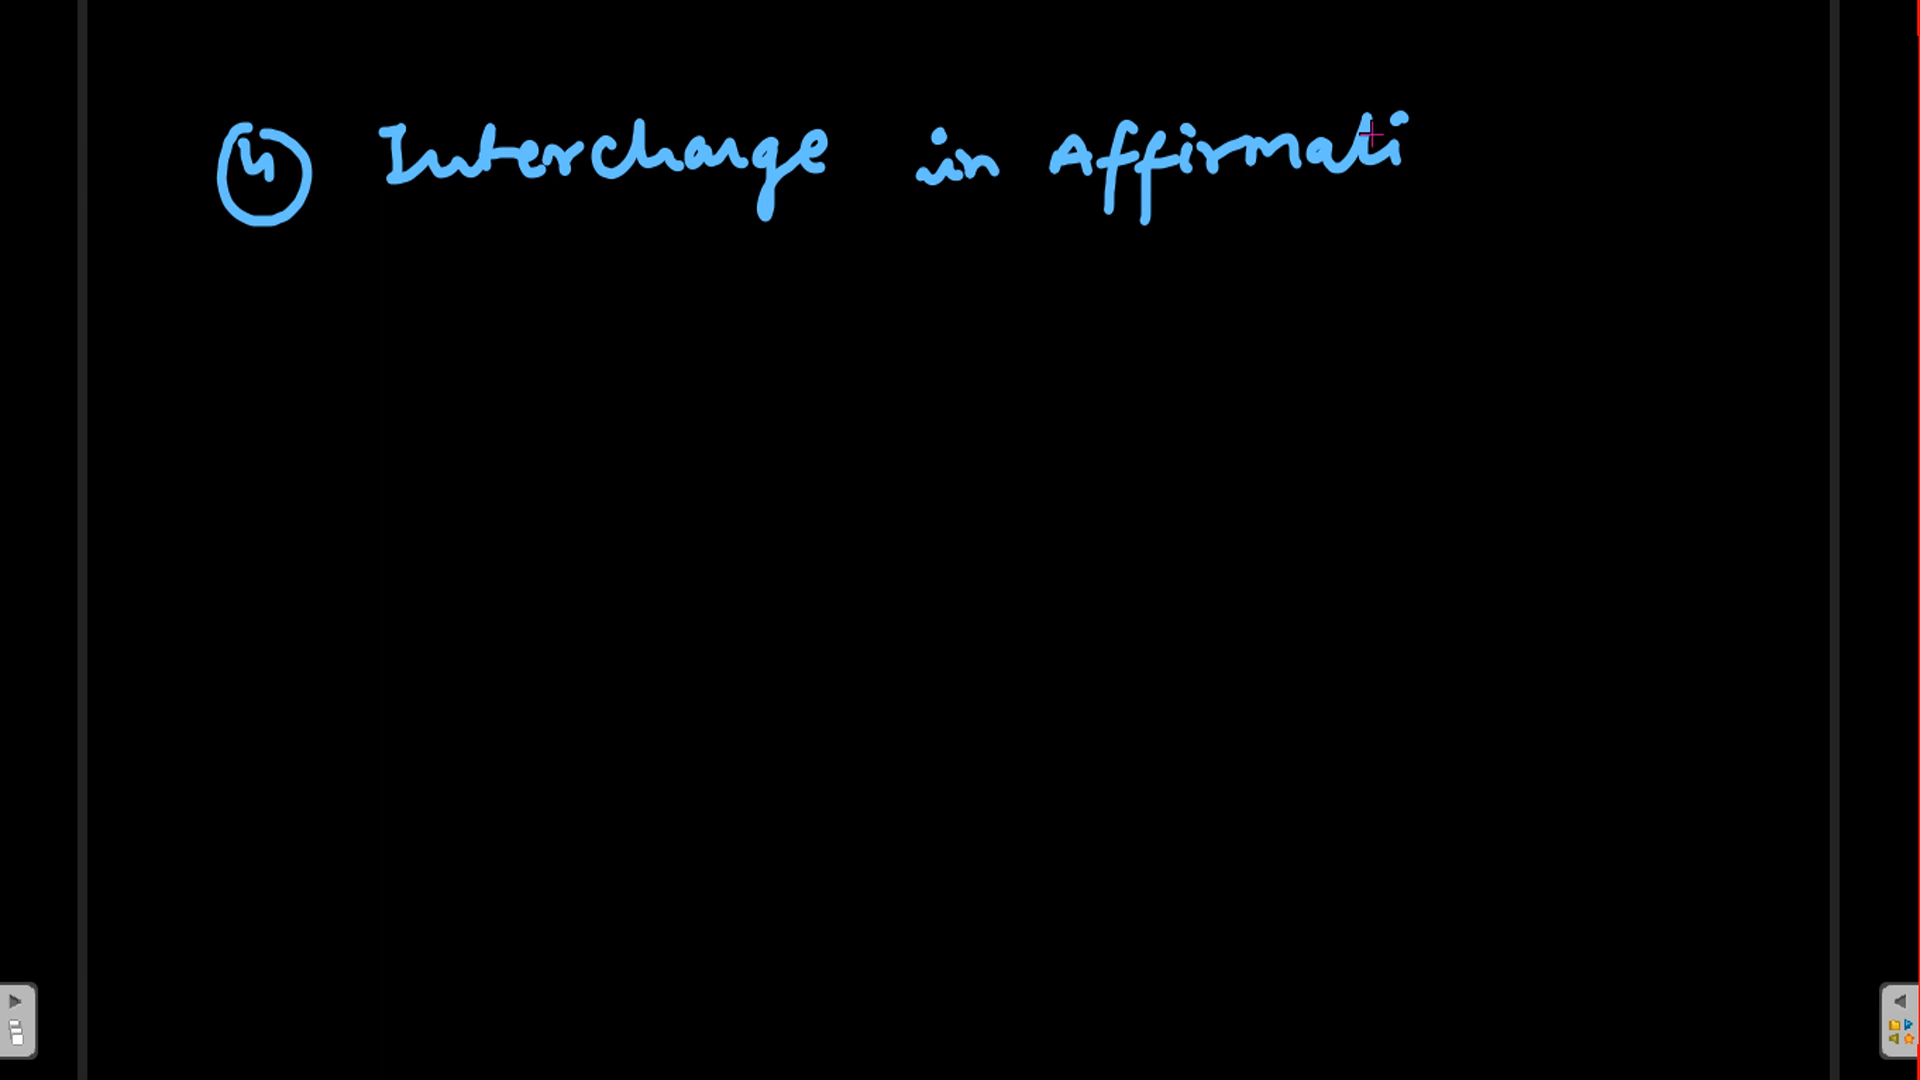 ④ Interchange in Affirmati